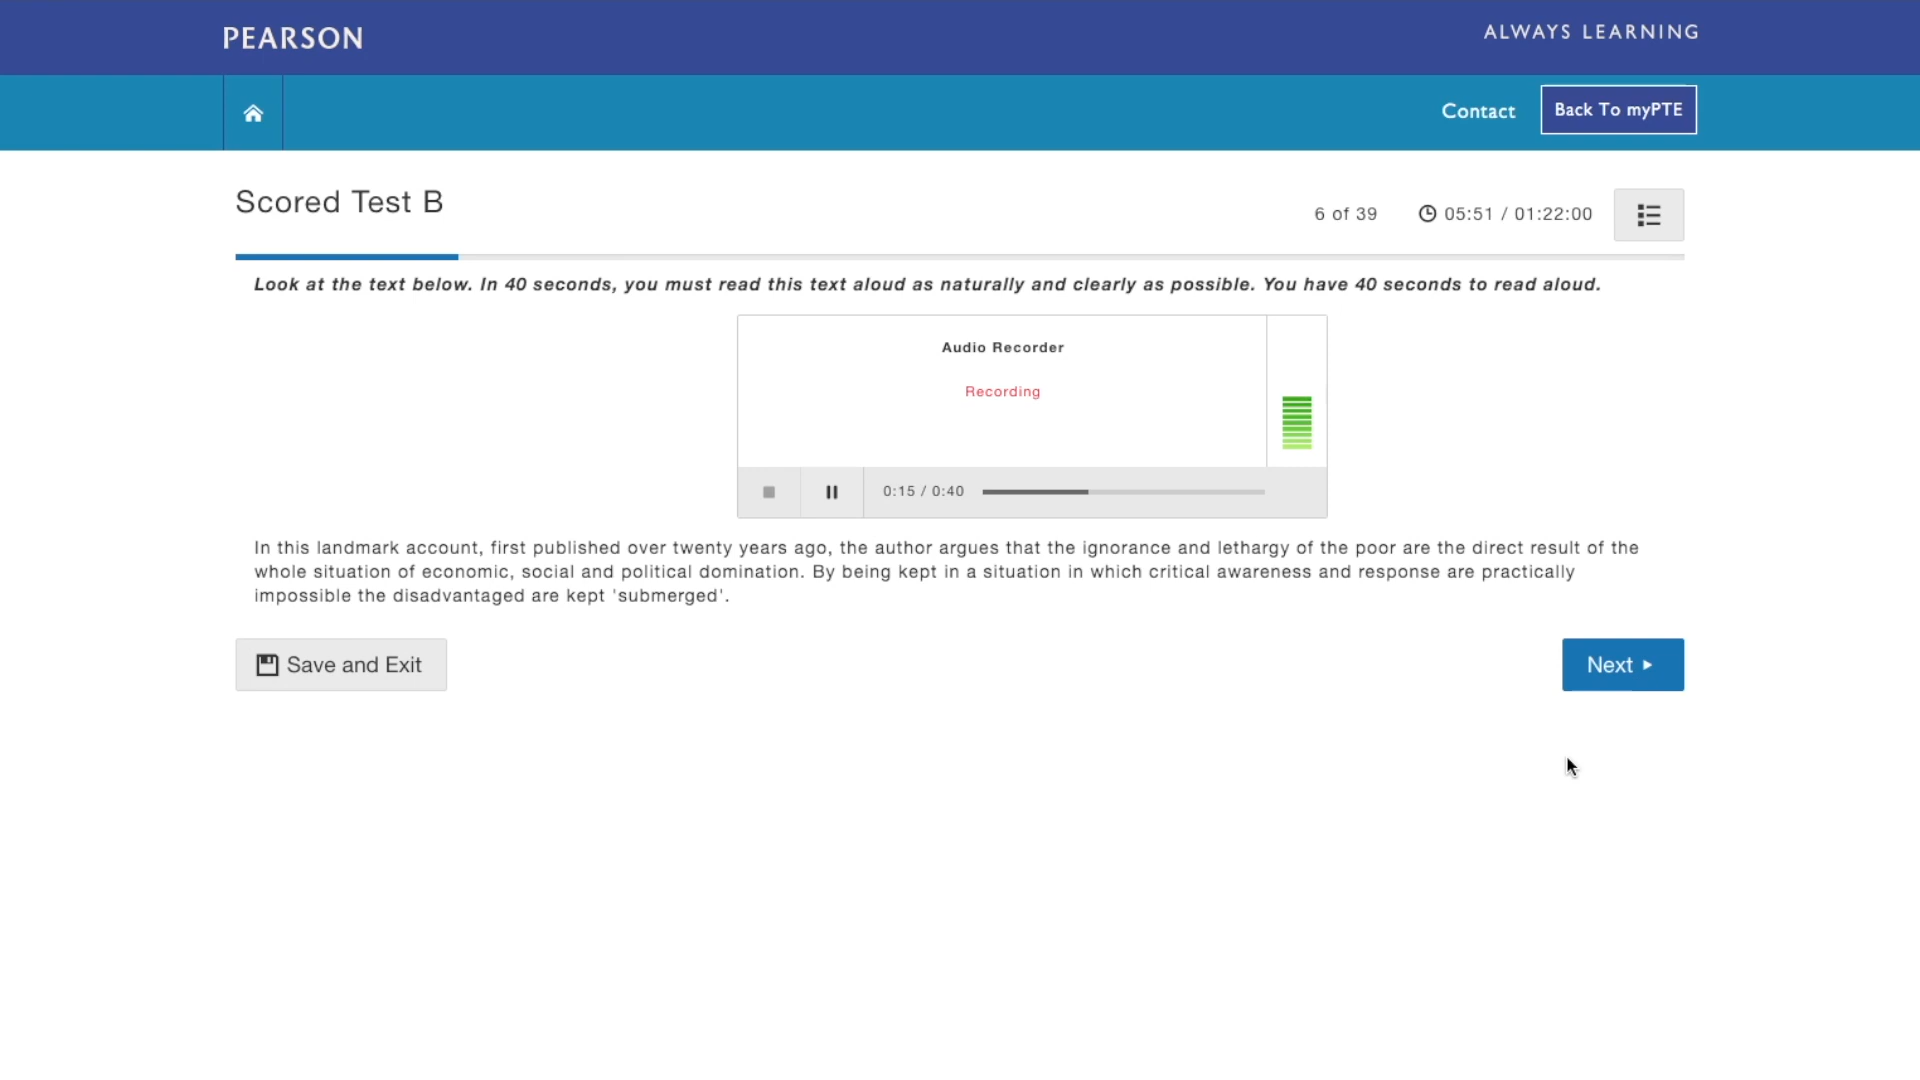 PEARSON
ALWAYS LEARNING
Contact
Back To myPTE
Scored Test B
6 of 39
05:51 / 01:22:00
Look at the text below. In 40 seconds, you must read this text aloud as naturally and clearly as possible. You have 40 seconds to read aloud.
Audio Recorder
Recording
0:15 / 0:40
In this landmark account, first published over twenty years ago, the author argues that the ignorance and lethargy of the poor are the direct result of the
whole situation of economic, social and political domination. By being kept in a situation in which critical awareness and response are practically
impossible the disadvantaged are kept 'submerged'.
Save and Exit
Next